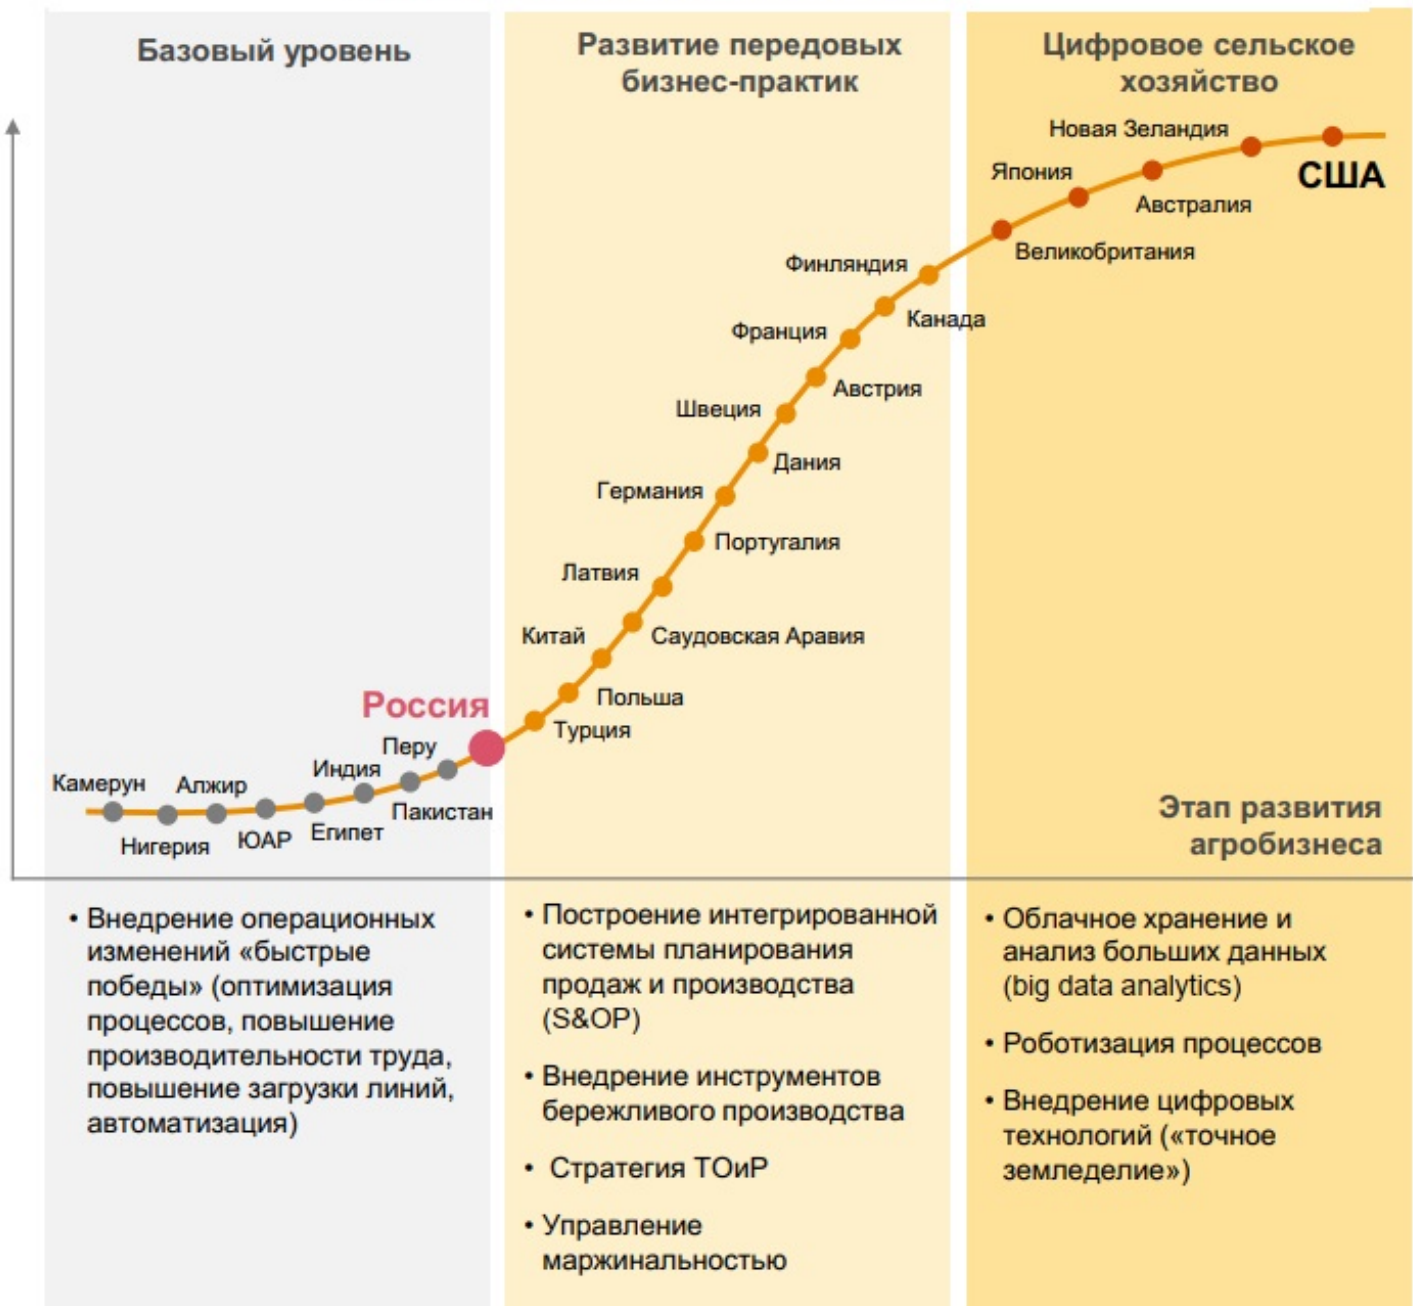 Базовый уровень
Развитие передовых
бизнес-практик
Цифровое сельское
хозяйство
Новая Зеландия
США
Япония
Австралия
Великобритания
Финляндия
Канада
Франция
Австрия
Швеция
Дания
Германия
Португалия
Латвия
Саудовская Аравия
Китай
Польша
Россия
Турция
Перу
Пакистан
Индия
Египет
Алжир
ЮАР
Камерун
Нигерия
Этап развития
агробизнеса
• Внедрение операционных
изменений «быстрые
победы» (оптимизация
процессов, повышение
производительности труда,
повышение загрузки линий,
автоматизация)
• Построение интегрированной
системы планирования
продаж и производства
(S&OP)
• Внедрение инструментов
бережливого производства
• Стратегия ТОиР
• Управление
маржинальностью
• Облачное хранение и
анализ больших данных
(big data analytics)
• Роботизация процессов
• Внедрение цифровых
технологий («точное
земледелие»)